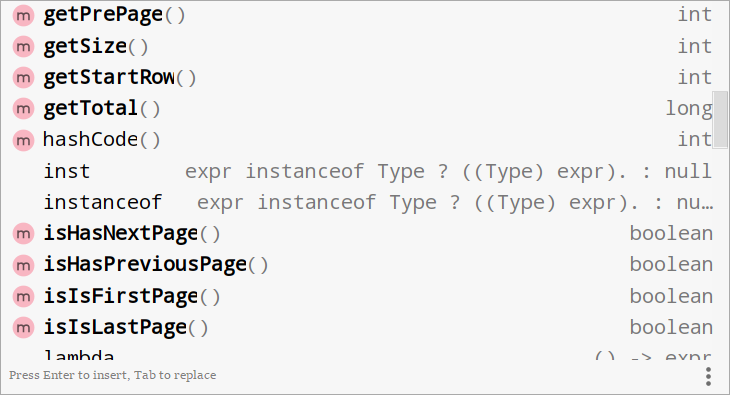 m getPrePage() int
m getSize() int
m getStartRow() int
m getTotal() long
m hashCode() int
inst expr instanceof Type ? ((Type) expr). : null
instanceof expr instanceof Type ? ((Type) expr). : nu…
m isHasNextPage() boolean
m isHasPreviousPage() boolean
m isIsFirstPage() boolean
m isIsLastPage() boolean
lambda () -> expr
Press Enter to insert, Tab to replace